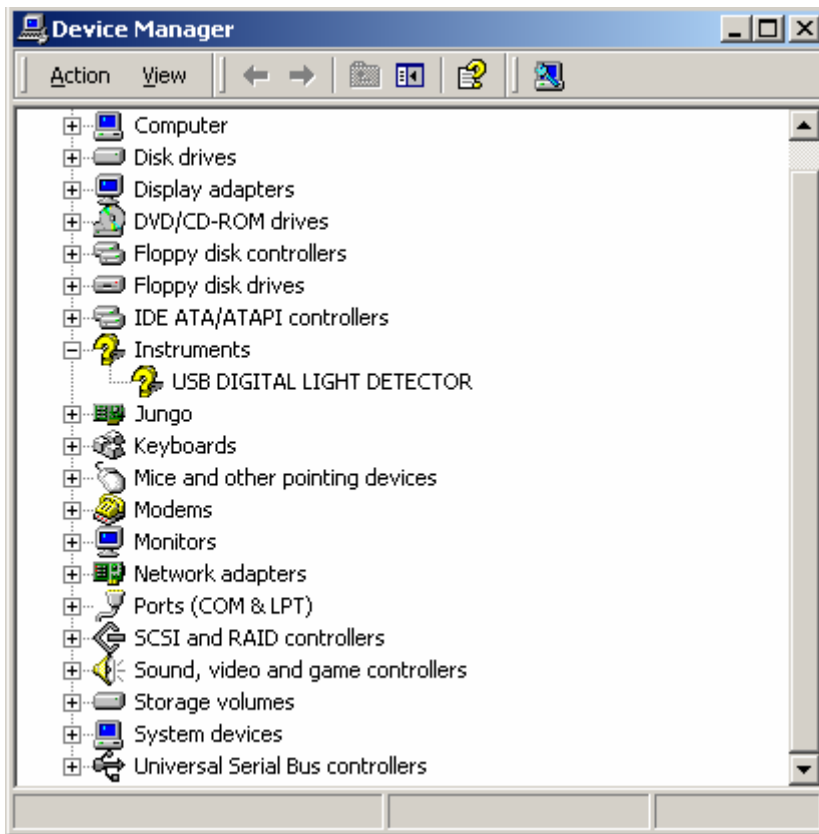 Device Manager
Action View
Computer
Disk drives
Display adapters
DVD/CD-ROM drives
Floppy disk controllers
Floppy disk drives
IDE ATA/ATAPI controllers
Instruments
USB DIGITAL LIGHT DETECTOR
Jungo
Keyboards
Mice and other pointing devices
Modems
Monitors
Network adapters
Ports (COM & LPT)
SCSI and RAID controllers
Sound, video and game controllers
Storage volumes
System devices
Universal Serial Bus controllers